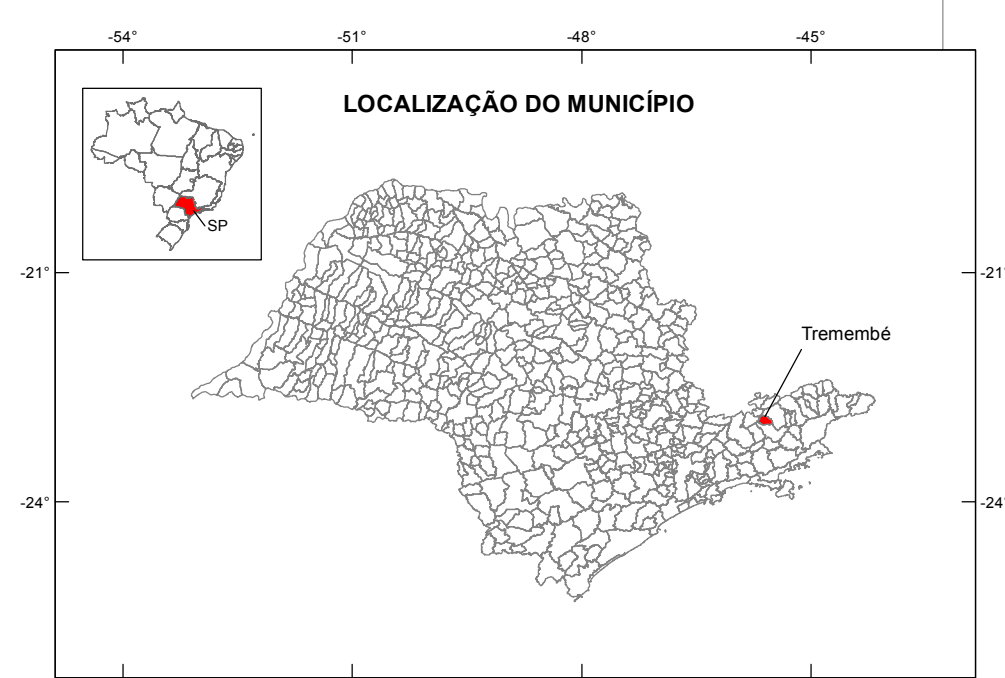 -54° -51° -48° -45°
LOCALIZAÇÃO DO MUNICÍPIO
SP
-21° -21°
Tremembé
-24° -24°